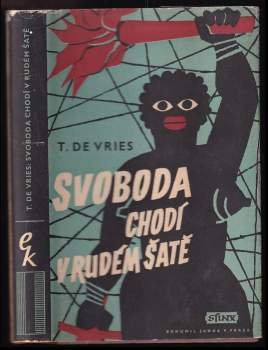 T. DE VRIES: SVOBODA CHODÍ V RUDÉM ŠATĚ
ek
T. DE VRIES
SVOBODA
CHODÍ
V RUDÉM ŠATĚ
SFINX
BOHUMIL JANDA V PRAZE